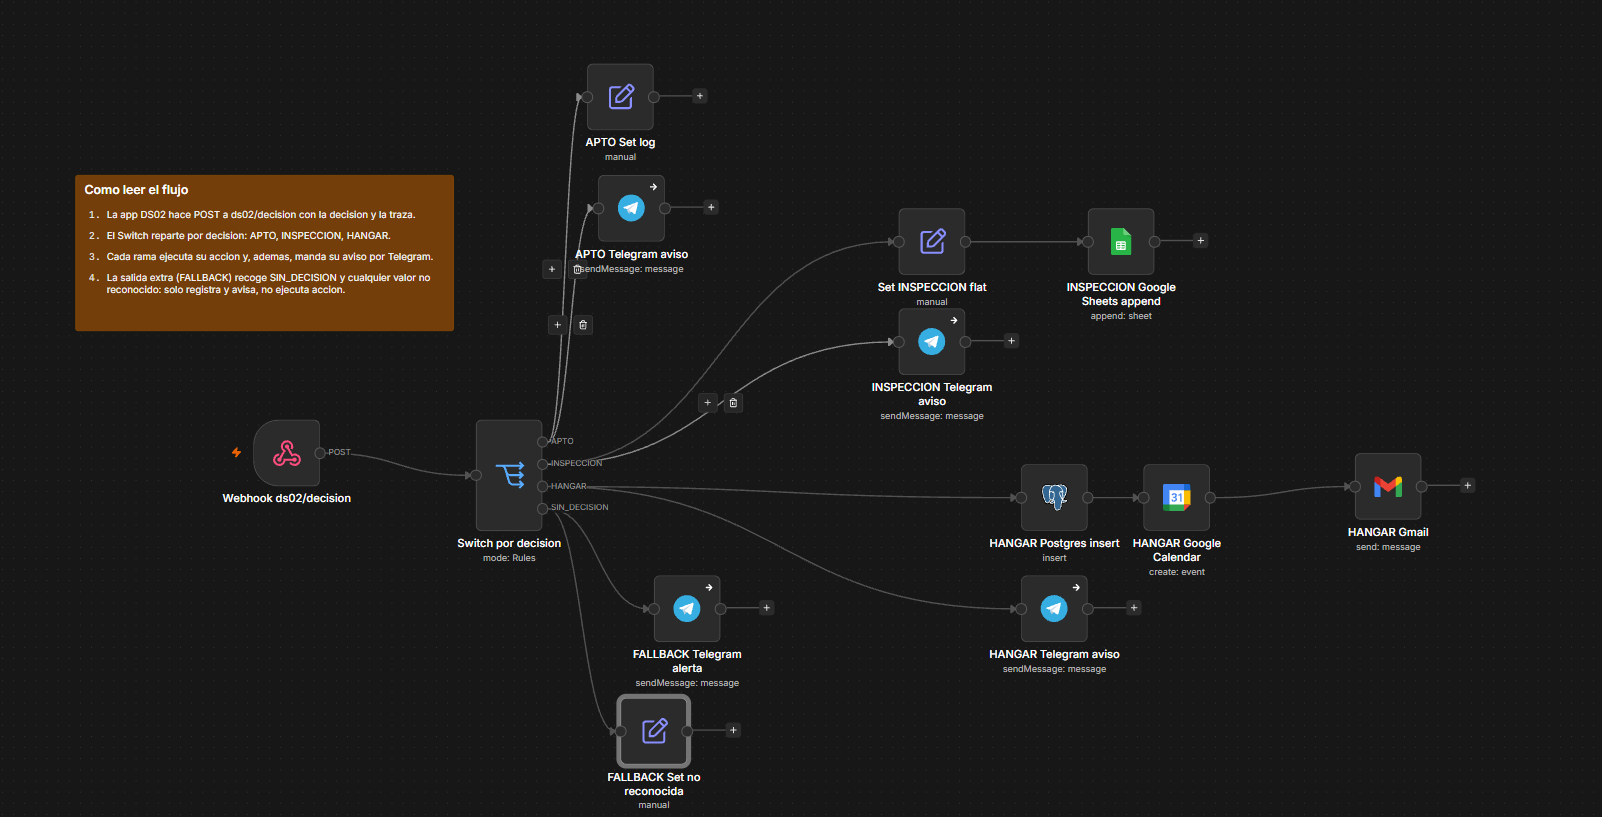 APTO Set log
manual
APTO Telegram aviso
sendMessage: message
Como leer el flujo
1. La app DS02 hace POST a ds02/decision con la decision y la traza.
2. El Switch reparte por decision: APTO, INSPECCION, HANGAR.
3. Cada rama ejecuta su accion y, ademas, manda su aviso por Telegram.
4. La salida extra (FALLBACK) recoge SIN_DECISION y cualquier valor no
reconocido: solo registra y avisa, no ejecuta accion.
Set INSPECCION flat
manual
INSPECCION Google
Sheets append
append: sheet
INSPECCION Telegram
aviso
sendMessage: message
POST
Webhook ds02/decision
APTO
INSPECCION
HANGAR
SIN_DECISION
Switch por decision
mode: Rules
HANGAR Postgres insert
insert
31
HANGAR Google
Calendar
create: event
HANGAR Gmail
send: message
FALLBACK Telegram
alerta
sendMessage: message
HANGAR Telegram aviso
sendMessage: message
FALLBACK Set no
reconocida
manual